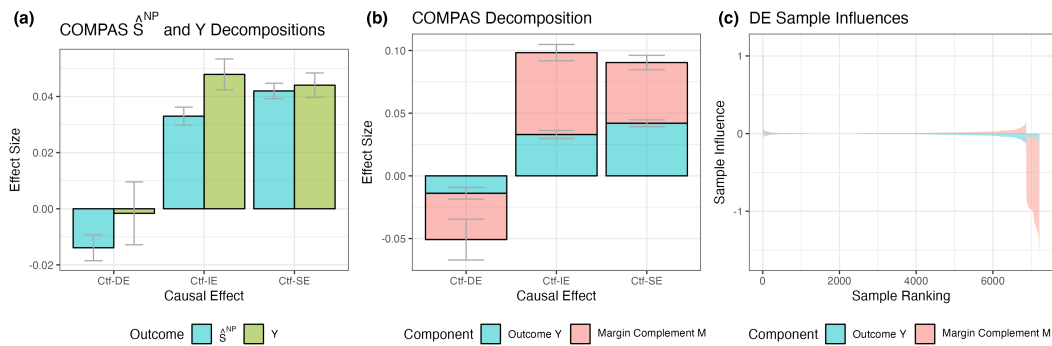 (a)
COMPAS Ŝ^NP and Y Decompositions
Effect Size
0.04
0.02
0.00
-0.02
Ctf-DE
Ctf-IE
Ctf-SE
Causal Effect
Outcome Ŝ^NP Y
(b)
COMPAS Decomposition
Effect Size
0.10
0.05
0.00
-0.05
Ctf-DE
Ctf-IE
Ctf-SE
Causal Effect
Component Outcome Y Margin Complement M
(c)
DE Sample Influences
Sample Influence
1
0
-1
0
2000
4000
6000
Sample Ranking
Component Outcome Y Margin Complement M